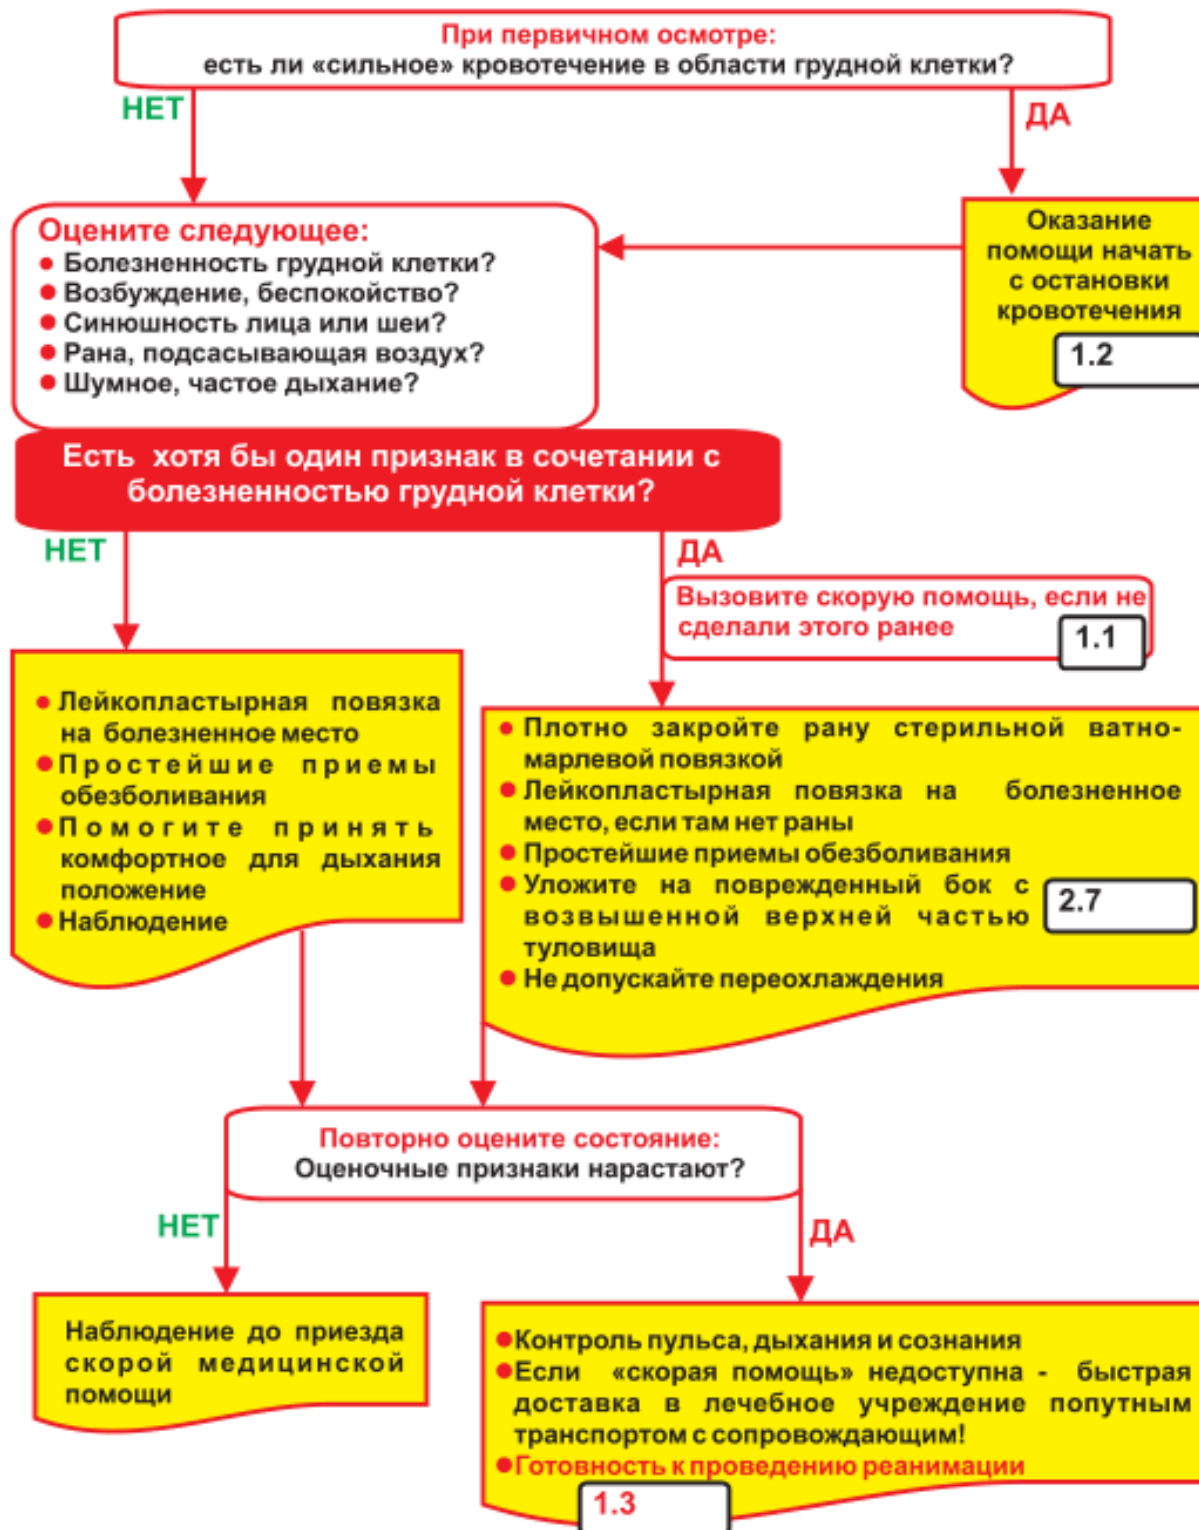 При первичном осмотре:
есть ли «сильное» кровотечение в области грудной клетки?
НЕТ
ДА
Оцените следующее:
● Болезненность грудной клетки?
● Возбуждение, беспокойство?
● Синюшность лица или шеи?
● Рана, подсасывающая воздух?
● Шумное, частое дыхание?
Оказание
помощи начать
с остановки
кровотечения
1.2
Есть хотя бы один признак в сочетании с
болезненностью грудной клетки?
НЕТ
ДА
Вызовите скорую помощь, если не
сделали этого ранее
1.1
● Лейкопластырная повязка
на болезненное место
● Простейшие приемы
обезболивания
● Помогите принять
комфортное для дыхания
положение
● Наблюдение
● Плотно закройте рану стерильной ватно-
марлевой повязкой
● Лейкопластырная повязка на болезненное
место, если там нет раны
● Простейшие приемы обезболивания
● Уложите на поврежденный бок с
возвышенной верхней частью
туловища
2.7
● Не допускайте переохлаждения
Повторно оцените состояние:
Оценочные признаки нарастают?
НЕТ
ДА
Наблюдение до приезда
скорой медицинской
помощи
● Контроль пульса, дыхания и сознания
● Если «скорая помощь» недоступна - быстрая
доставка в лечебное учреждение попутным
транспортом с сопровождающим!
● Готовность к проведению реанимации
1.3